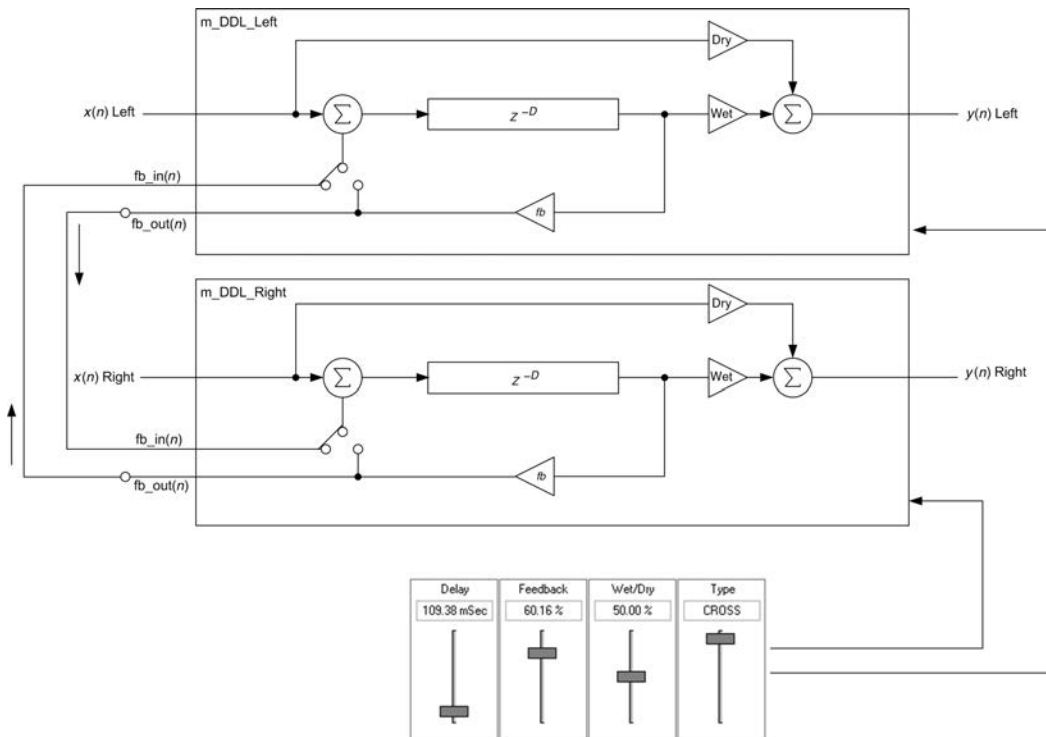 m_DDL_Left
Dry
x(n) Left
Σ
z⁻ᴰ
Wet
Σ
y(n) Left
fb_in(n)
fb_out(n)
fb
m_DDL_Right
Dry
x(n) Right
Σ
z⁻ᴰ
Wet
Σ
y(n) Right
fb_in(n)
fb_out(n)
fb
Delay
109.38 mSec
Feedback
60.16 %
Wet/Dry
50.00 %
Type
CROSS